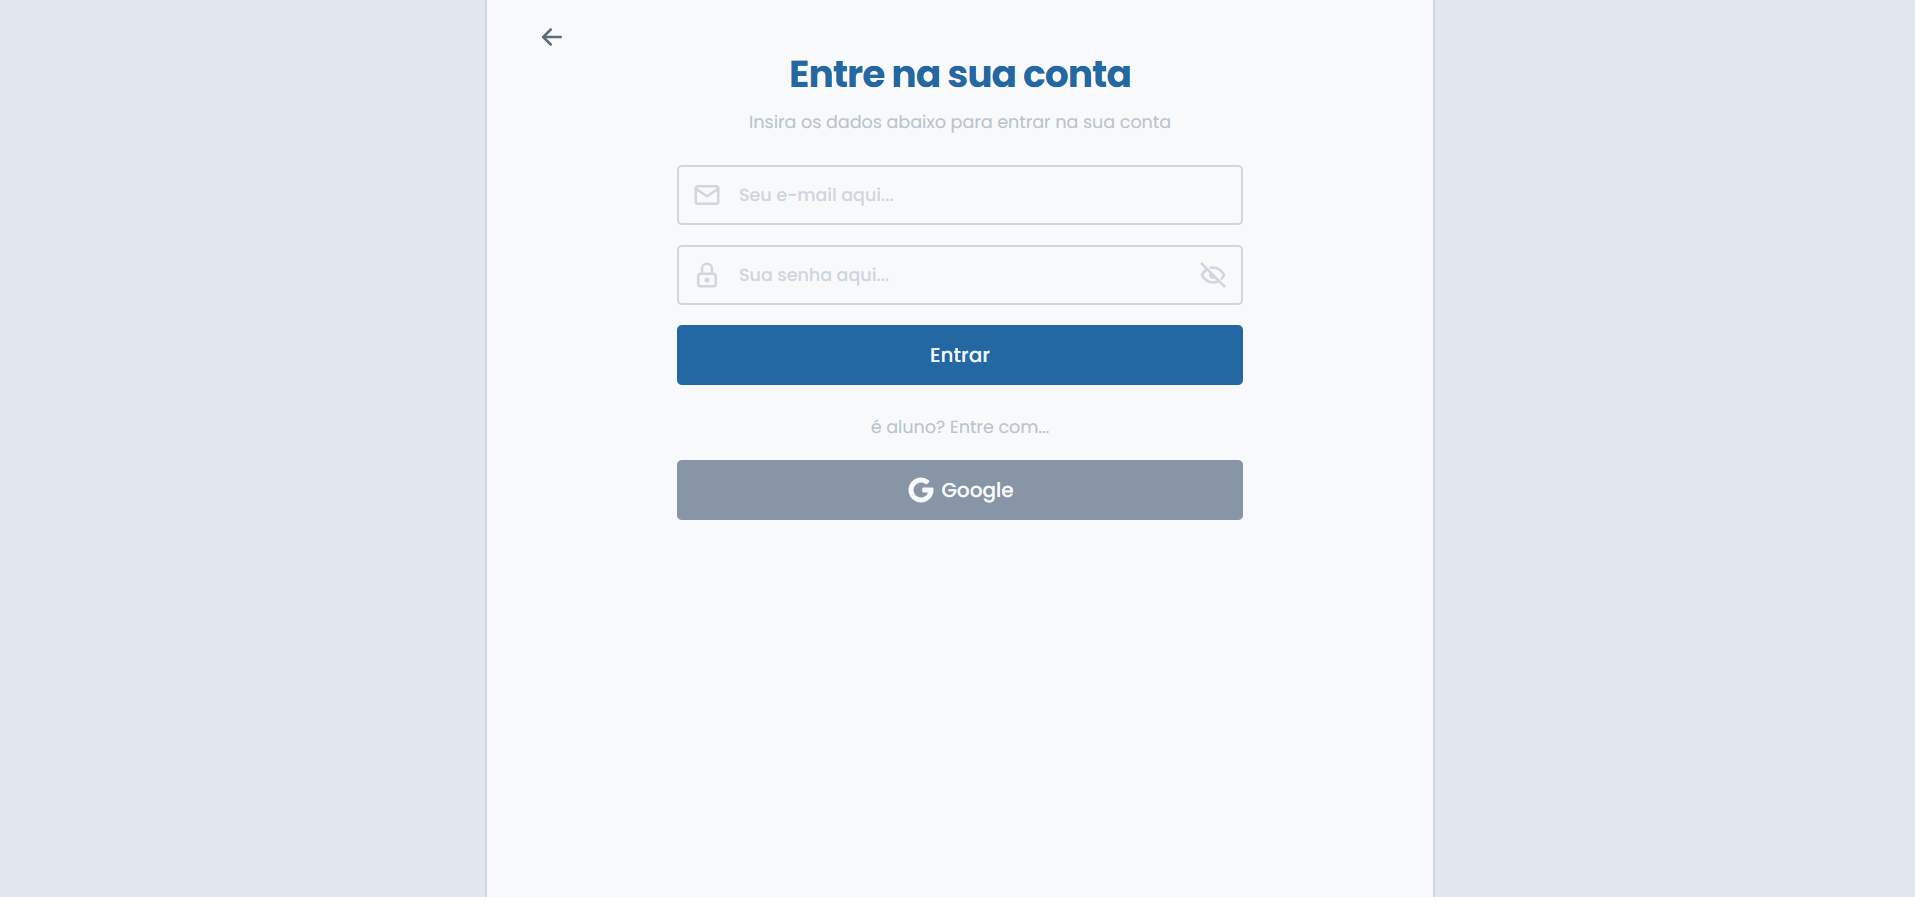 Entre na sua conta
Insira os dados abaixo para entrar na sua conta
Seu e-mail aqui...
Sua senha aqui...
Entrar
é aluno? Entre com...
Google